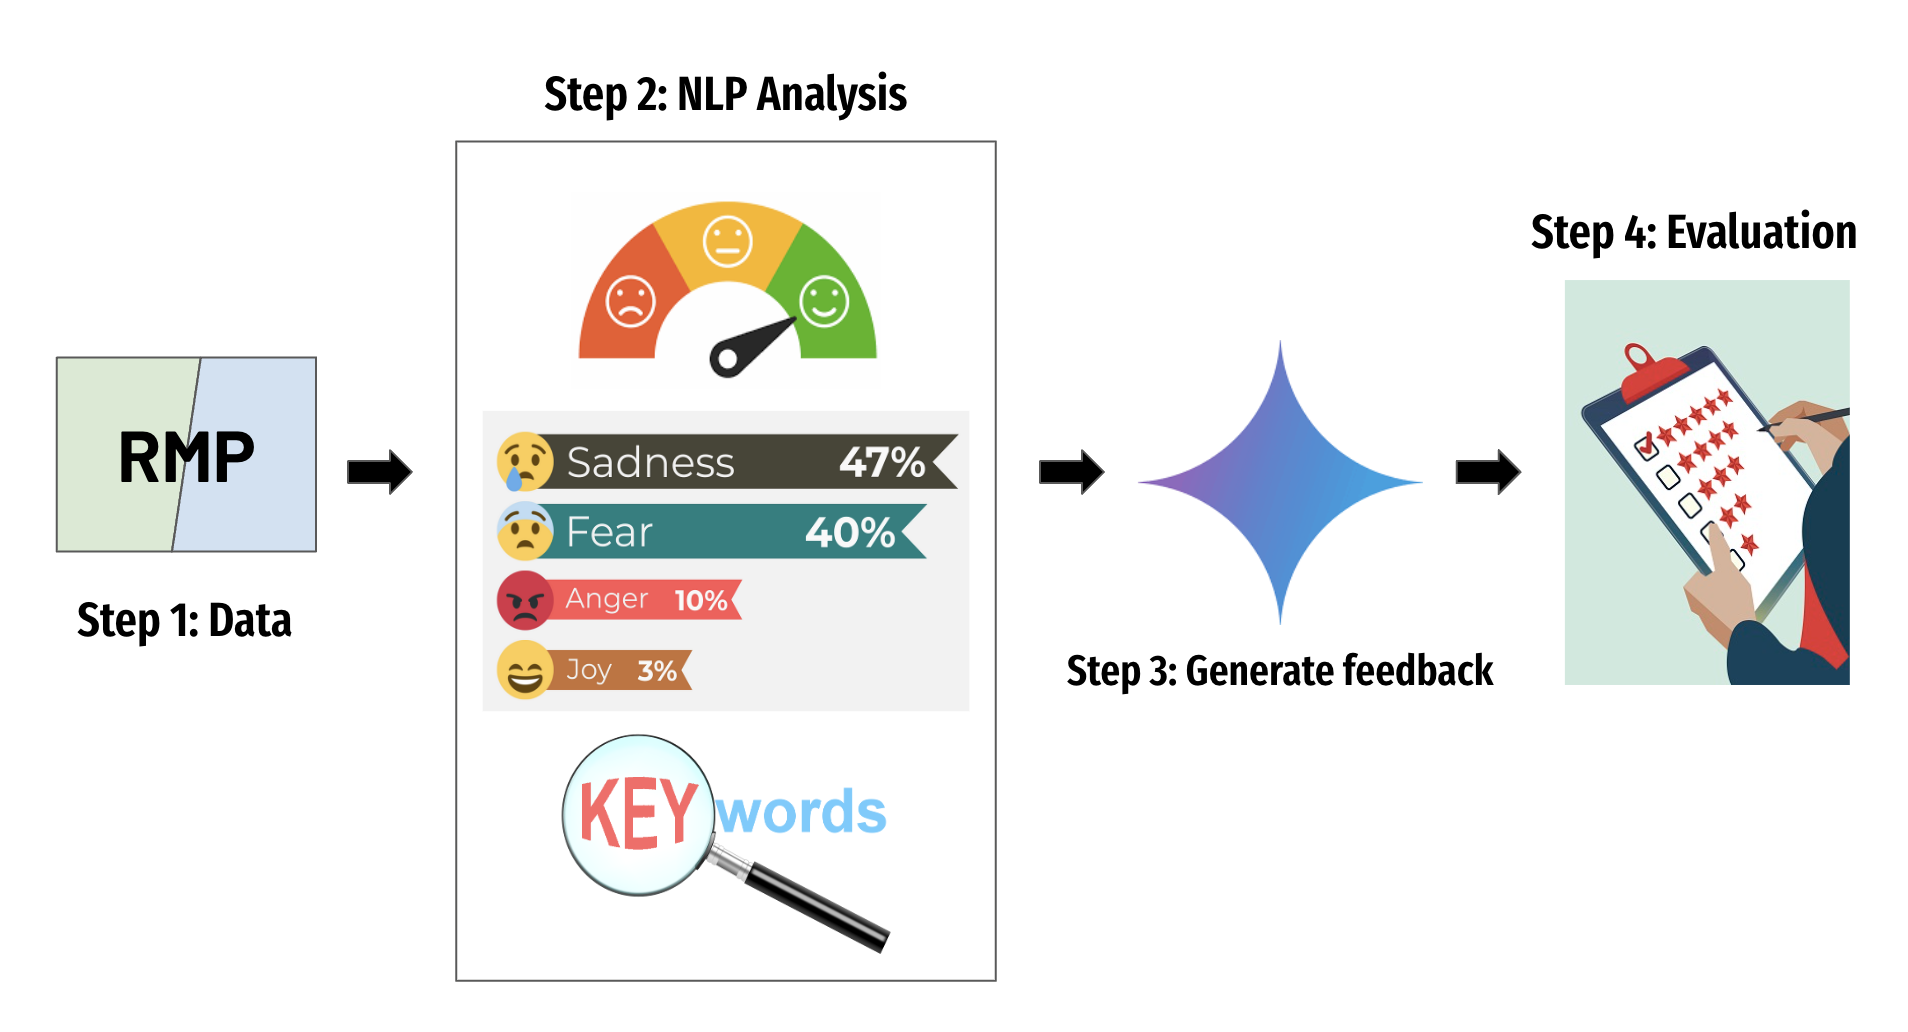 Step 1: Data
RMP
Step 2: NLP Analysis
Sadness 47%
Fear 40%
Anger 10%
Joy 3%
KEYwords
Step 3: Generate feedback
Step 4: Evaluation